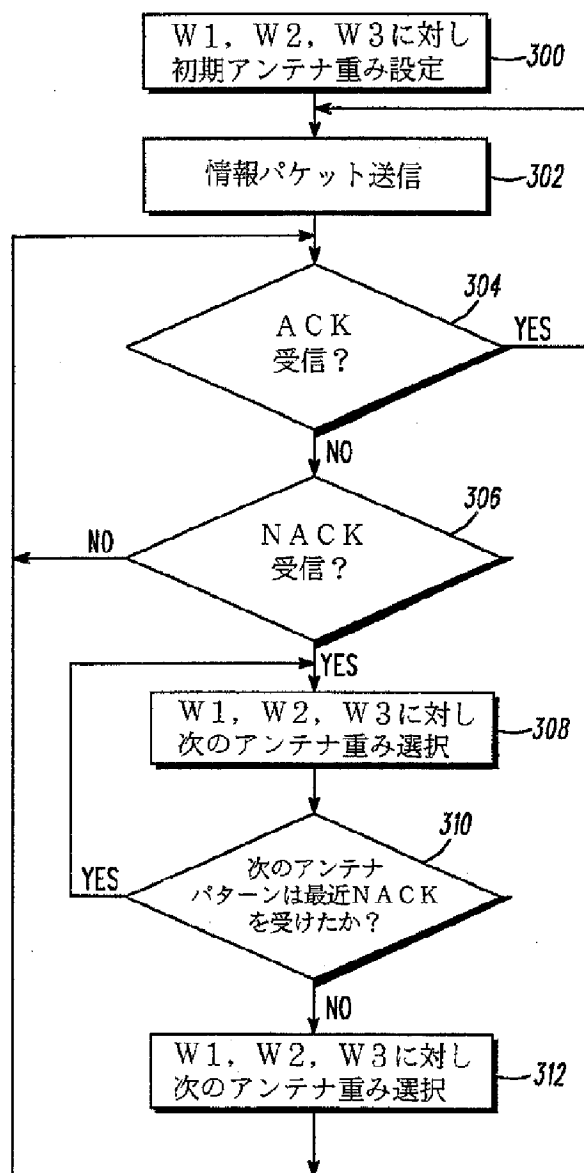 W1, W2, W3に対し
初期アンテナ重み設定
300
情報パケット送信
302
304
ACK
受信?
YES
NO
306
NACK
受信?
NO
YES
W1, W2, W3に対し
次のアンテナ重み選択
308
310
次のアンテナ
パターンは最近NACK
を受けたか?
YES
NO
W1, W2, W3に対し
次のアンテナ重み選択
312